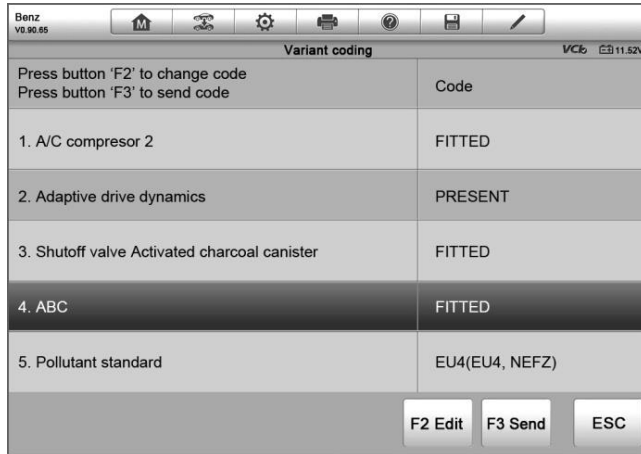 Benz
V0.90.65
M
Variant coding
VCI
11.52V
Press button ‘F2’ to change code
Press button ‘F3’ to send code
Code
1. A/C compresor 2
FITTED
2. Adaptive drive dynamics
PRESENT
3. Shutoff valve Activated charcoal canister
FITTED
4. ABC
FITTED
5. Pollutant standard
EU4(EU4, NEFZ)
F2 Edit
F3 Send
ESC